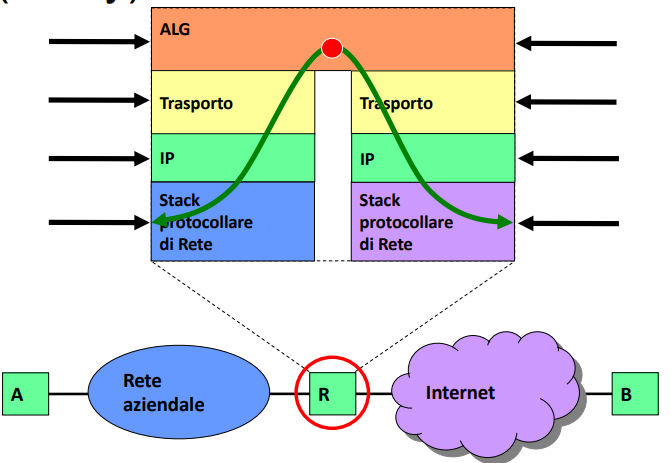 ALG
Trasporto
Trasporto
IP
IP
Stack
protocollare
di Rete
Stack
protocollare
di Rete
A
Rete
aziendale
R
Internet
B